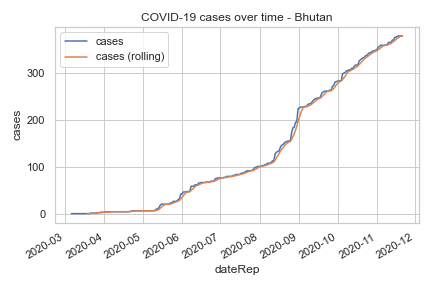 COVID-19 cases over time - Bhutan
cases
cases (rolling)
300
200
100
0
cases
2020-03
2020-04
2020-05
2020-06
2020-07
2020-08
2020-09
2020-10
2020-11
2020-12
dateRep